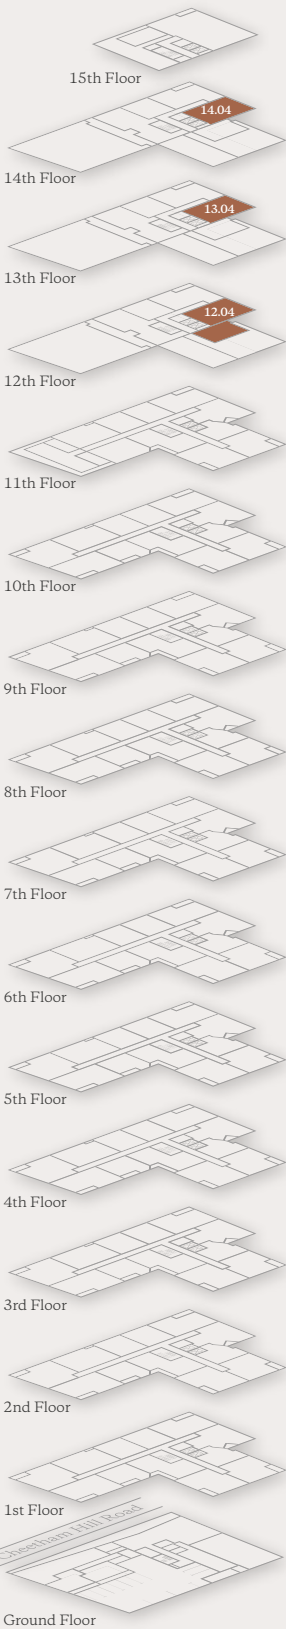 15th Floor
14.04
14th Floor
13.04
13th Floor
12.04
12th Floor
11th Floor
10th Floor
9th Floor
8th Floor
7th Floor
6th Floor
5th Floor
4th Floor
3rd Floor
2nd Floor
1st Floor
Cheetham Hill Road
Ground Floor